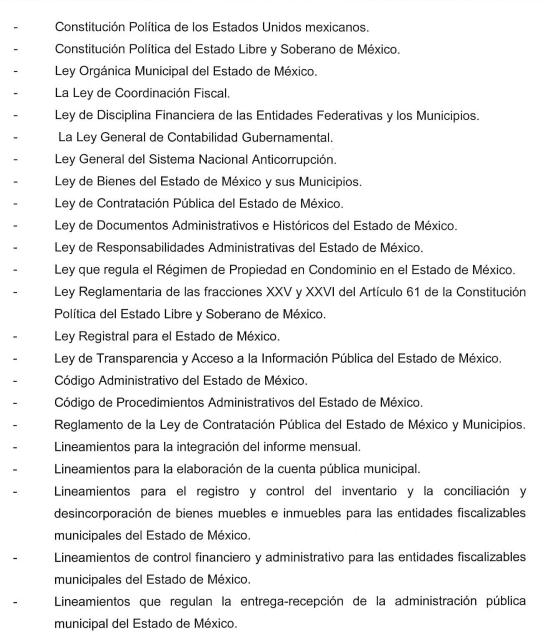 - Constitución Política de los Estados Unidos mexicanos.
- Constitución Política del Estado Libre y Soberano de México.
- Ley Orgánica Municipal del Estado de México.
- La Ley de Coordinación Fiscal.
- Ley de Disciplina Financiera de las Entidades Federativas y los Municipios.
- La Ley General de Contabilidad Gubernamental.
- Ley General del Sistema Nacional Anticorrupción.
- Ley de Bienes del Estado de México y sus Municipios.
- Ley de Contratación Pública del Estado de México.
- Ley de Documentos Administrativos e Históricos del Estado de México.
- Ley de Responsabilidades Administrativas del Estado de México.
- Ley que regula el Régimen de Propiedad en Condominio en el Estado de México.
- Ley Reglamentaria de las fracciones XXV y XXVI del Artículo 61 de la Constitución
Política del Estado Libre y Soberano de México.
- Ley Registral para el Estado de México.
- Ley de Transparencia y Acceso a la Información Pública del Estado de México.
- Código Administrativo del Estado de México.
- Código de Procedimientos Administrativos del Estado de México.
- Reglamento de la Ley de Contratación Pública del Estado de México y Municipios.
- Lineamientos para la integración del informe mensual.
- Lineamientos para la elaboración de la cuenta pública municipal.
- Lineamientos para el registro y control del inventario y la conciliación y
desincorporación de bienes muebles e inmuebles para las entidades fiscalizables
municipales del Estado de México.
- Lineamientos de control financiero y administrativo para las entidades fiscalizables
municipales del Estado de México.
- Lineamientos que regulan la entrega-recepción de la administración pública
municipal del Estado de México.